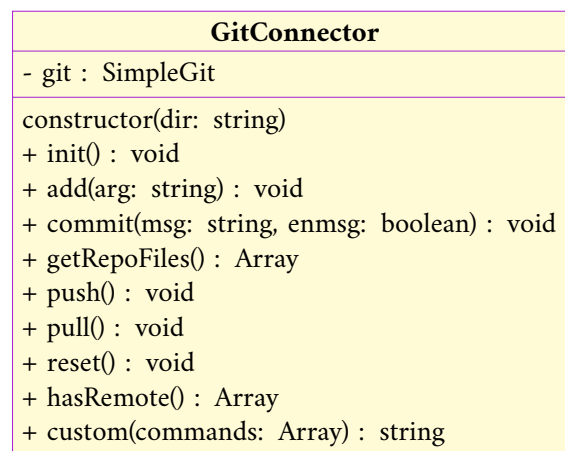 GitConnector
- git : SimpleGit
constructor(dir: string)
+ init() : void
+ add(arg: string) : void
+ commit(msg: string, enmsg: boolean) : void
+ getRepoFiles() : Array
+ push() : void
+ pull() : void
+ reset() : void
+ hasRemote() : Array
+ custom(commands: Array) : string